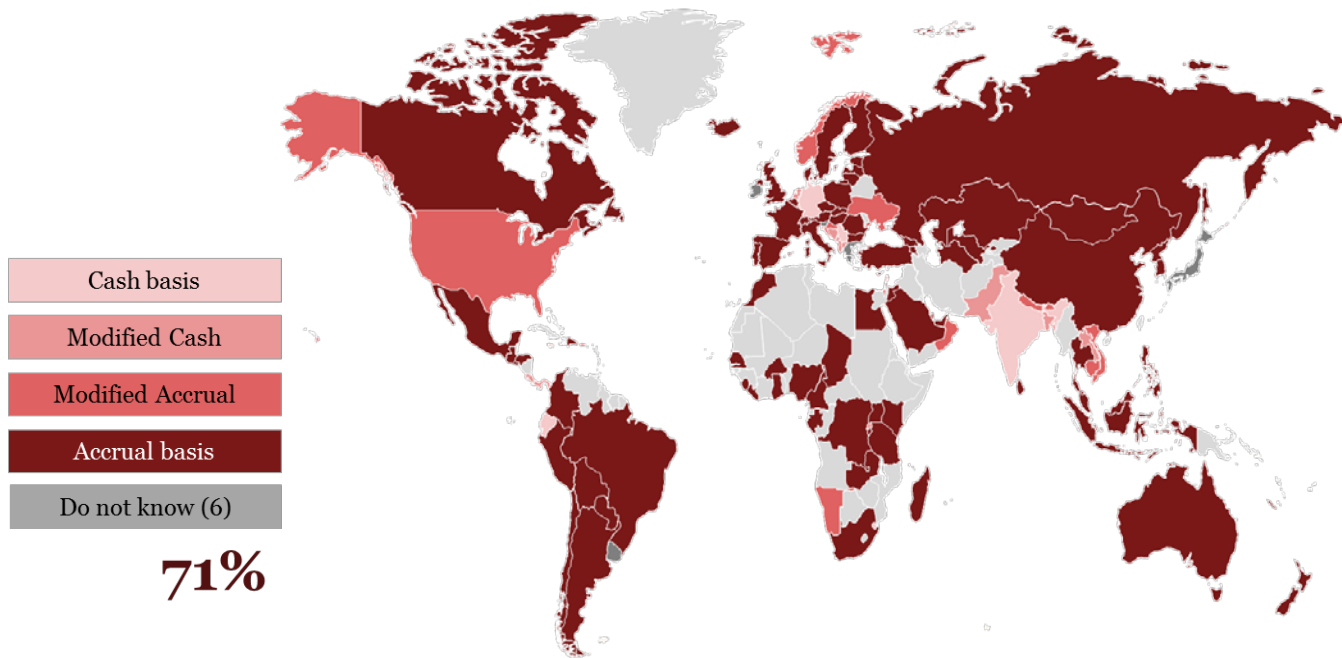 Cash basis
Modified Cash
Modified Accrual
Accrual basis
Do not know (6)
71%